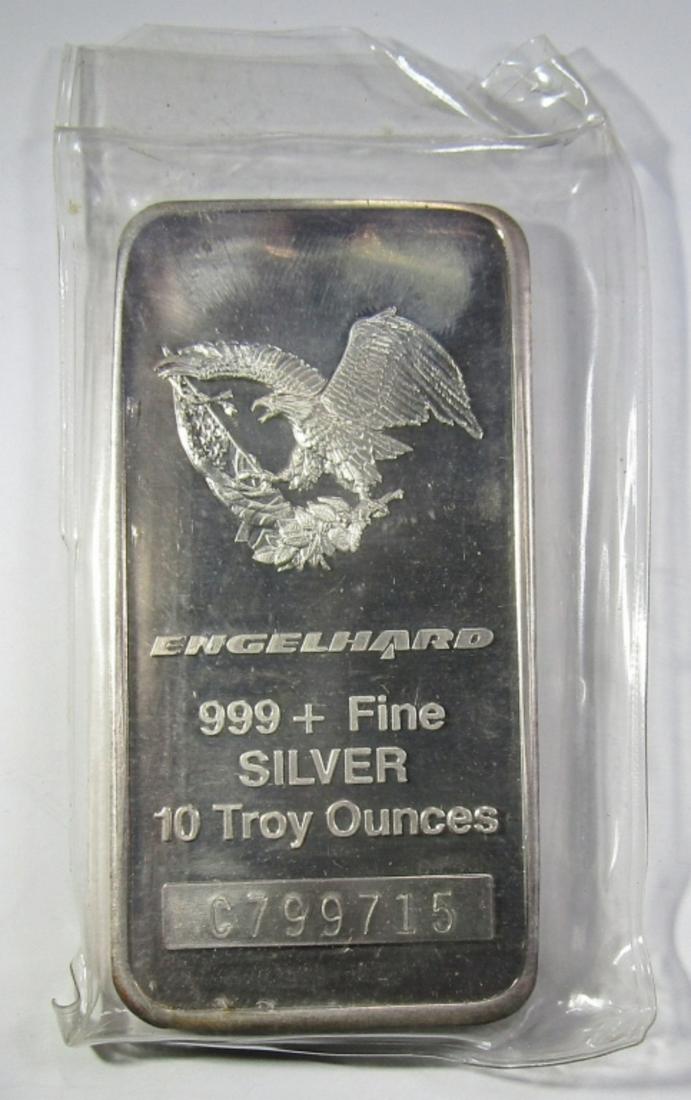 ENGELHARD
999 + Fine
SILVER
10 Troy Ounces
C799715